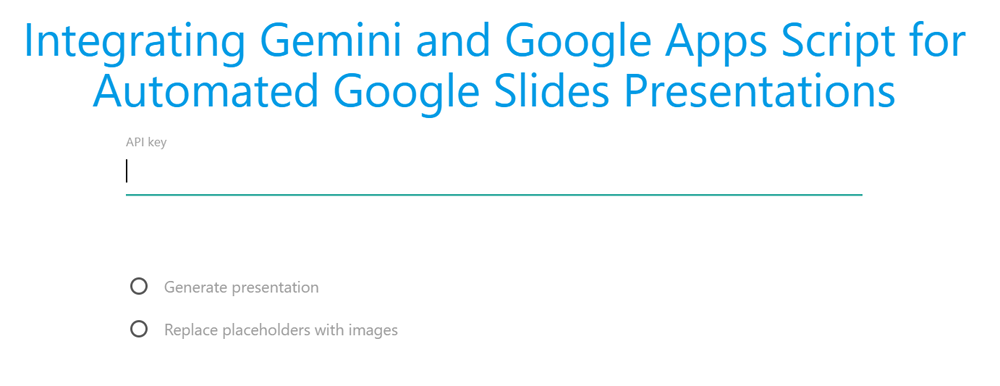 Integrating Gemini and Google Apps Script for
Automated Google Slides Presentations
API key
Generate presentation
Replace placeholders with images